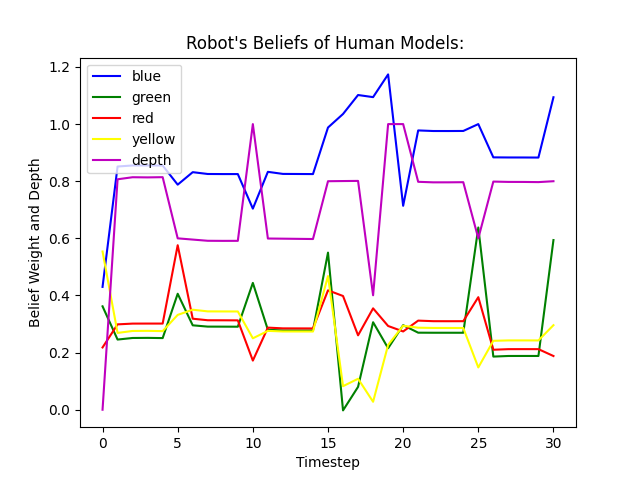 Robot's Beliefs of Human Models:
blue
green
red
yellow
depth
Belief Weight and Depth
1.2
1.0
0.8
0.6
0.4
0.2
0.0
0 5 10 15 20 25 30
Timestep